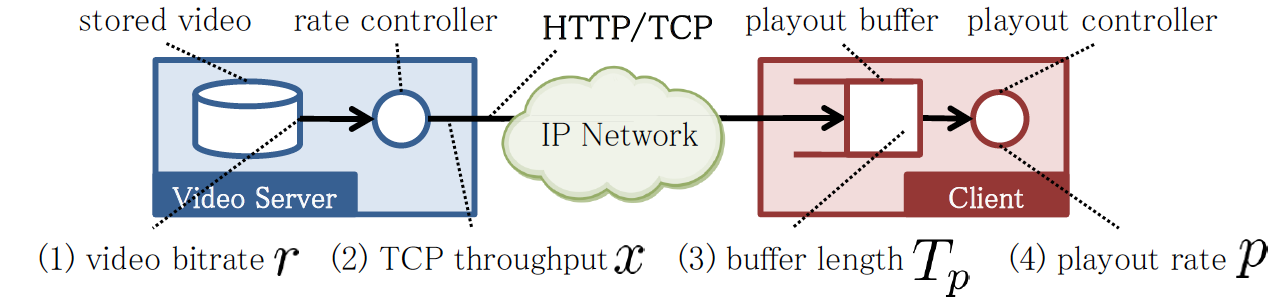 stored video rate controller HTTP/TCP playout buffer playout controller
IP Network
Video Server Client
(1) video bitrate r (2) TCP throughput x (3) buffer length T_p (4) playout rate p